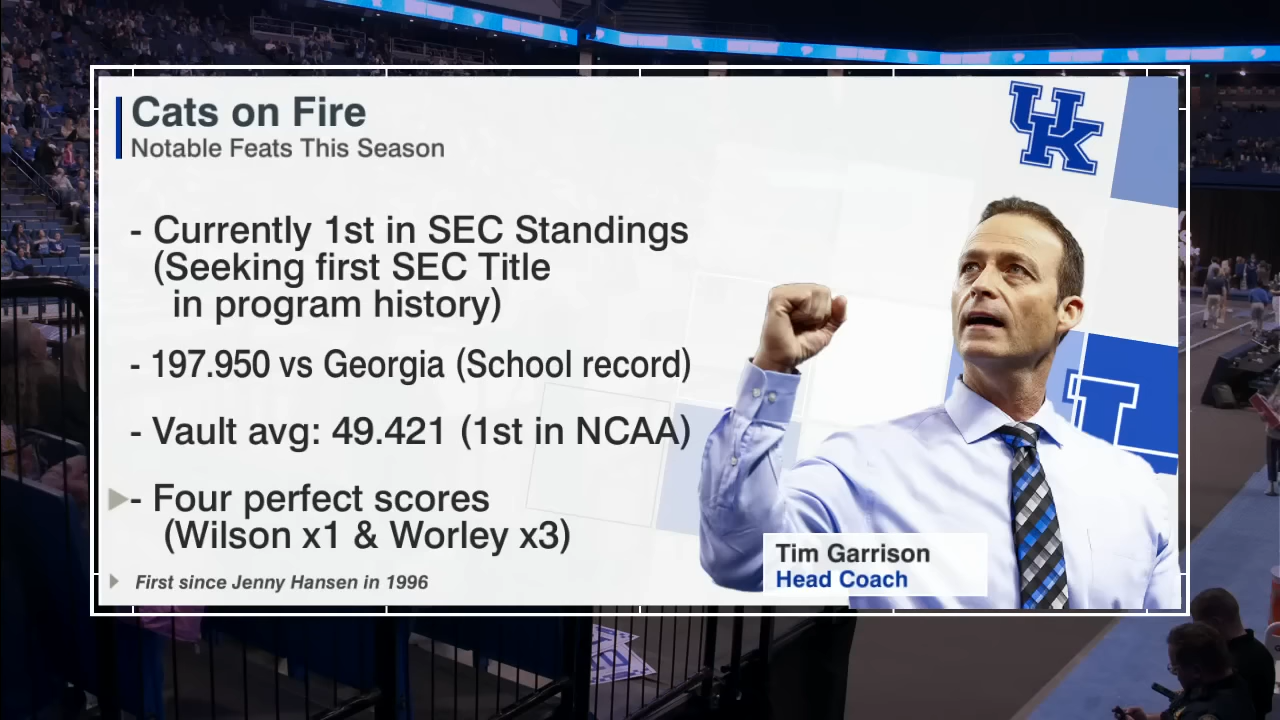 Cats on Fire
Notable Feats This Season
UK
- Currently 1st in SEC Standings
(Seeking first SEC Title
in program history)
- 197.950 vs Georgia (School record)
- Vault avg: 49.421 (1st in NCAA)
- Four perfect scores
(Wilson x1 & Worley x3)
First since Jenny Hansen in 1996
Tim Garrison
Head Coach